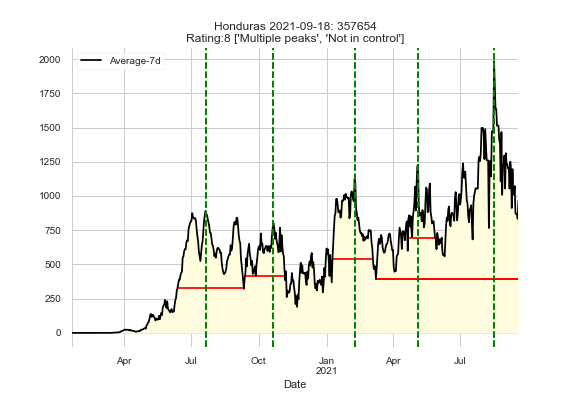 Honduras 2021-09-18: 357654
Rating:8 ['Multiple peaks', 'Not in control']
Average-7d
2000
1750
1500
1250
1000
750
500
250
0
Apr
Jul
Oct
Jan
2021
Apr
Jul
Date